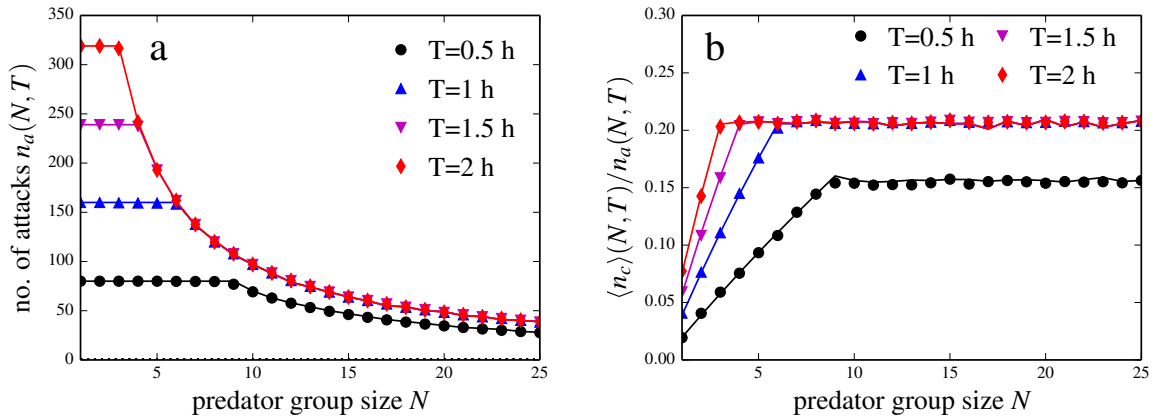 a
350
300
250
200
150
100
50
0
5
10
15
20
25
no. of attacks nₐ(N,T)
predator group size N
T=0.5 h
T=1 h
T=1.5 h
T=2 h
b
0.30
0.25
0.20
0.15
0.10
0.05
0.00
5
10
15
20
25
⟨n_c⟩(N,T)/nₐ(N,T)
predator group size N
T=0.5 h
T=1 h
T=1.5 h
T=2 h